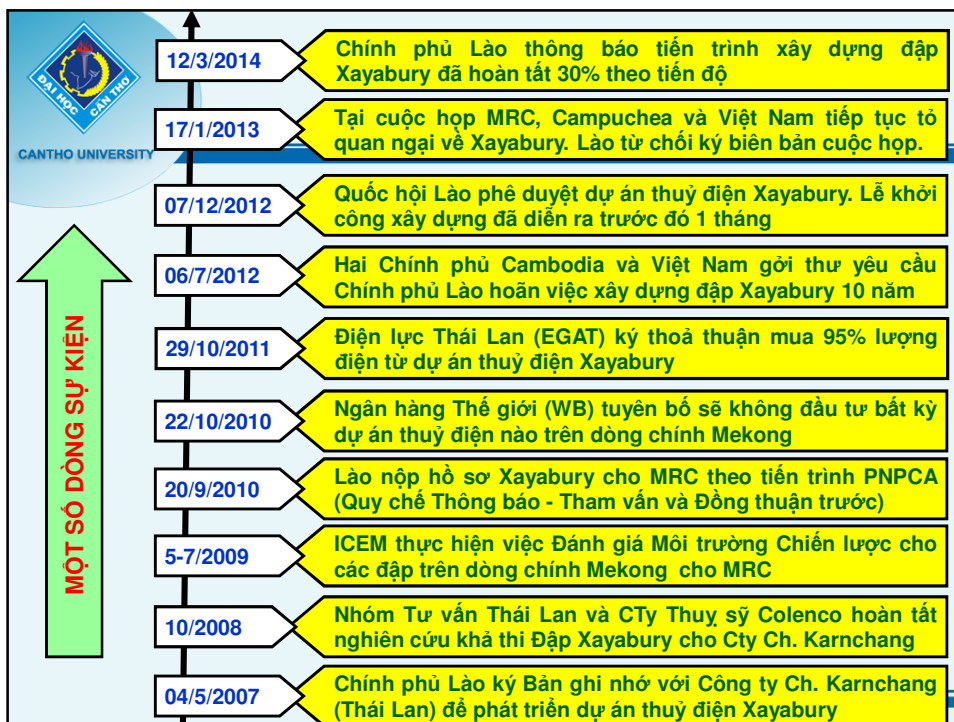 ĐẠI HỌC CẦN THƠ
CANTHO UNIVERSITY
MỘT SỐ DÒNG SỰ KIỆN
12/3/2014
Chính phủ Lào thông báo tiến trình xây dựng đập
Xayabury đã hoàn tất 30% theo tiến độ
17/1/2013
Tại cuộc họp MRC, Campuchea và Việt Nam tiếp tục tỏ
quan ngại về Xayabury. Lào từ chối ký biên bản cuộc họp.
07/12/2012
Quốc hội Lào phê duyệt dự án thuỷ điện Xayabury. Lễ khởi
công xây dựng đã diễn ra trước đó 1 tháng
06/7/2012
Hai Chính phủ Cambodia và Việt Nam gởi thư yêu cầu
Chính phủ Lào hoãn việc xây dựng đập Xayabury 10 năm
29/10/2011
Điện lực Thái Lan (EGAT) ký thoả thuận mua 95% lượng
điện từ dự án thuỷ điện Xayabury
22/10/2010
Ngân hàng Thế giới (WB) tuyên bố sẽ không đầu tư bất kỳ
dự án thuỷ điện nào trên dòng chính Mekong
20/9/2010
Lào nộp hồ sơ Xayabury cho MRC theo tiến trình PNPCA
(Quy chế Thông báo - Tham vấn và Đồng thuận trước)
5-7/2009
ICEM thực hiện việc Đánh giá Môi trường Chiến lược cho
các đập trên dòng chính Mekong cho MRC
10/2008
Nhóm Tư vấn Thái Lan và CTy Thuỵ sỹ Colenco hoàn tất
nghiên cứu khả thi Đập Xayabury cho Cty Ch. Karnchang
04/5/2007
Chính phủ Lào ký Bản ghi nhớ với Công ty Ch. Karnchang
(Thái Lan) để phát triển dự án thuỷ điện Xayabury